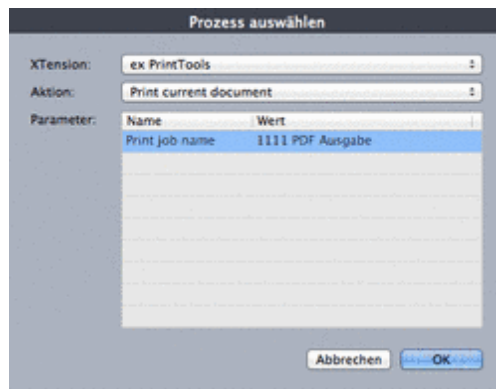 Prozess auswählen
XTension: ex PrintTools
Aktion: Print current document
Parameter: Name Wert
Print job name 1111 PDF Ausgabe
Abbrechen OK